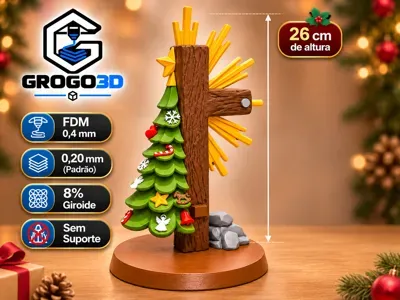 GROGO3D
26 cm
de altura
FDM
0,4 mm
0,20 mm
(Padrão)
8%
Giroide
Sem
Suporte